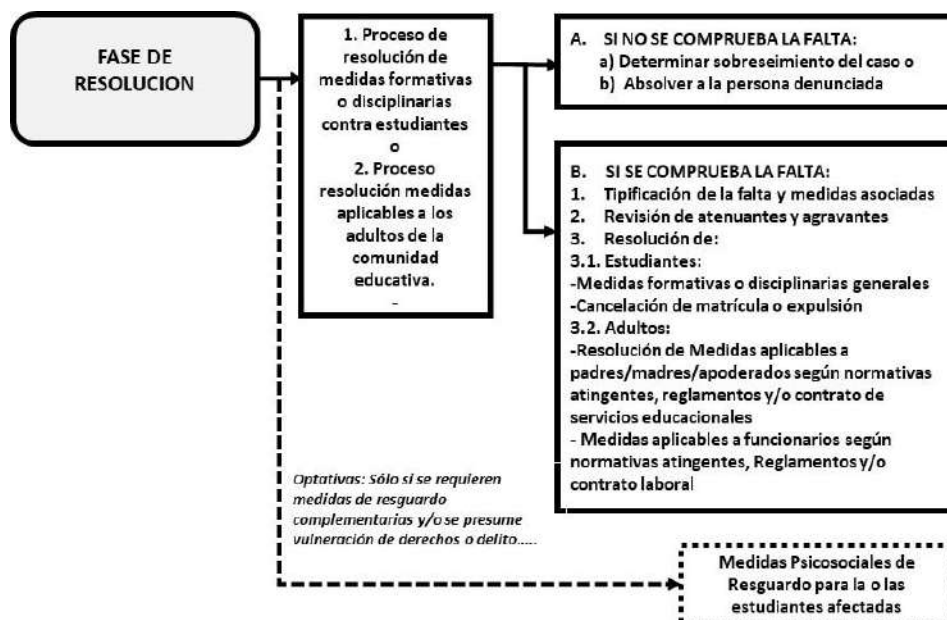 FASE DE
RESOLUCION
1. Proceso de
resolución de
medidas formativas
o disciplinarias
contra estudiantes
o
2. Proceso
resolución medidas
aplicables a los
adultos de la
comunidad
educativa.
-
A. SI NO SE COMPRUEBA LA FALTA:
a) Determinar sobreseimiento del caso o
b) Absolver a la persona denunciada
B. SI SE COMPRUEBA LA FALTA:
1. Tipificación de la falta y medidas asociadas
2. Revisión de atenuantes y agravantes
3. Resolución de:
3.1. Estudiantes:
-Medidas formativas o disciplinarias generales
-Cancelación de matrícula o expulsión
3.2. Adultos:
-Resolución de Medidas aplicables a
padres/madres/apoderados según normativas
atingentes, reglamentos y/o contrato de
servicios educacionales
- Medidas aplicables a funcionarios según
normativas atingentes, Reglamentos y/o
contrato laboral
Optativas: Sólo si se requieren
medidas de resguardo
complementarias y/o se presume
vulneración de derechos o delito.....
Medidas Psicosociales de
Resguardo para la o las
estudiantes afectadas